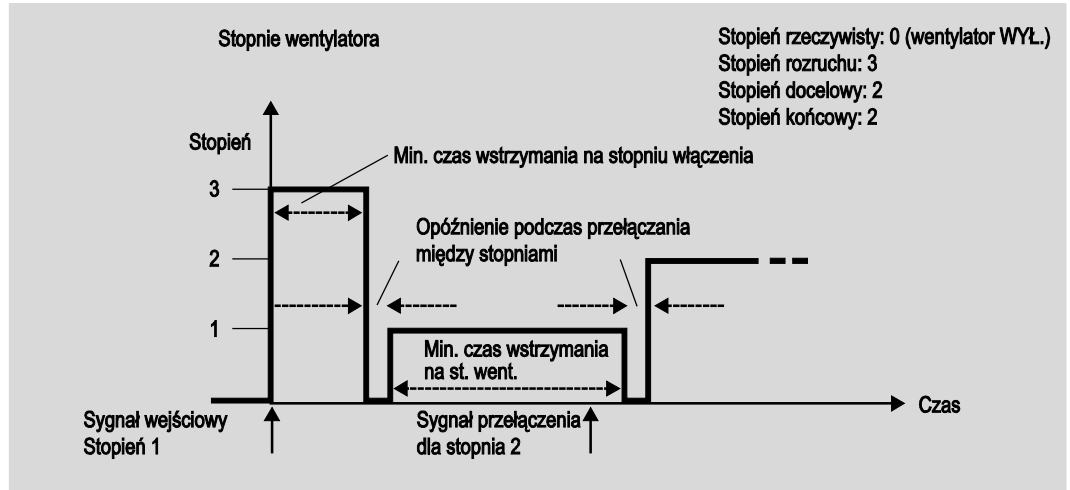 Stopnie wentylatora
Stopień rzeczywisty: 0 (wentylator WYŁ.)
Stopień rozruchu: 3
Stopień docelowy: 2
Stopień końcowy: 2
Stopień
Min. czas wstrzymania na stopniu włączenia
3
Opóźnienie podczas przełączania
między stopniami
2
1
Min. czas wstrzymania
na st. went.
Czas
Sygnał wejściowy
Stopień 1
Sygnał przełączenia
dla stopnia 2